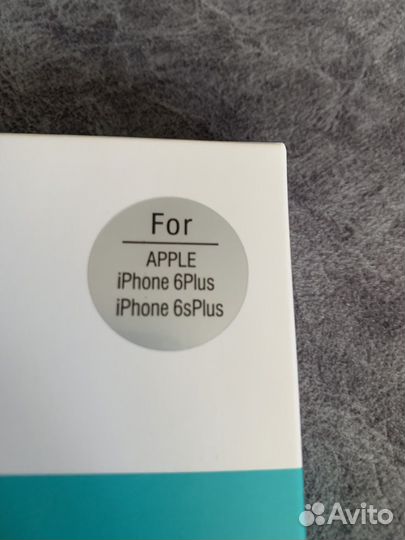 For
APPLE
iPhone 6Plus
iPhone 6sPlus
Avito